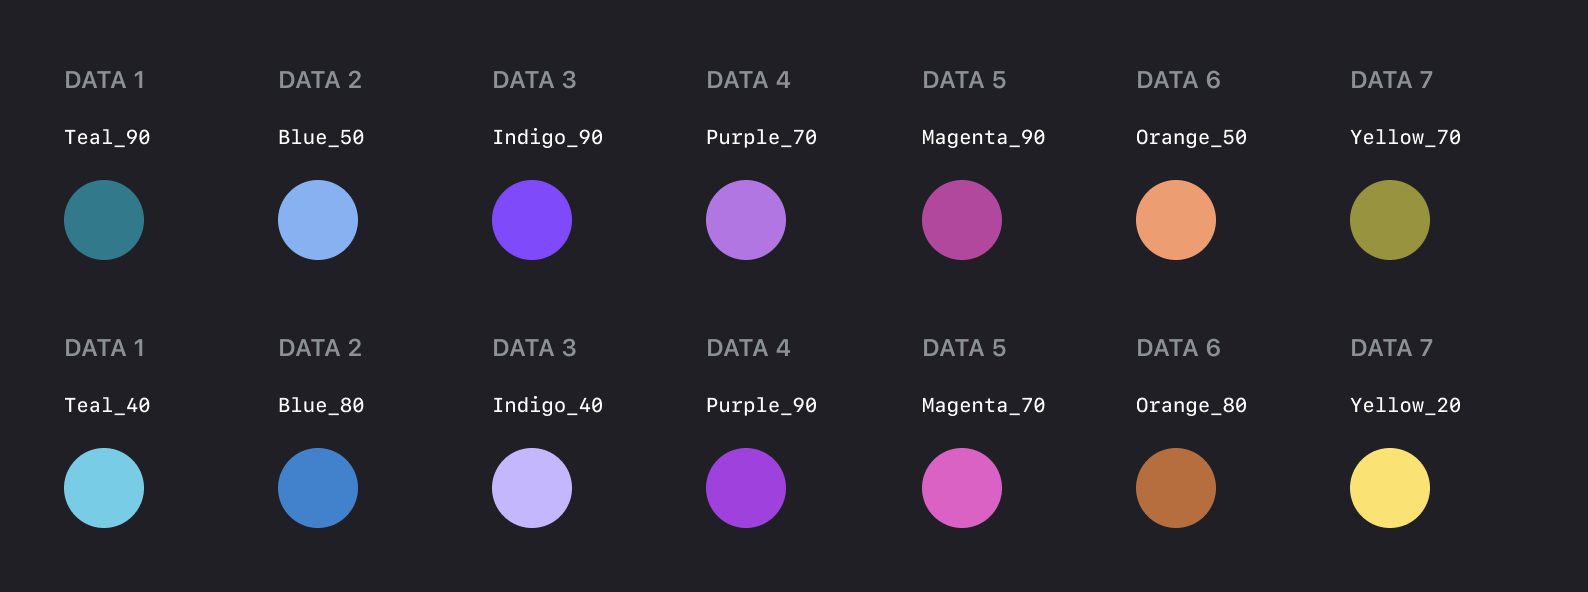 DATA 1 DATA 2 DATA 3 DATA 4 DATA 5 DATA 6 DATA 7
Teal_90 Blue_50 Indigo_90 Purple_70 Magenta_90 Orange_50 Yellow_70
DATA 1 DATA 2 DATA 3 DATA 4 DATA 5 DATA 6 DATA 7
Teal_40 Blue_80 Indigo_40 Purple_90 Magenta_70 Orange_80 Yellow_20